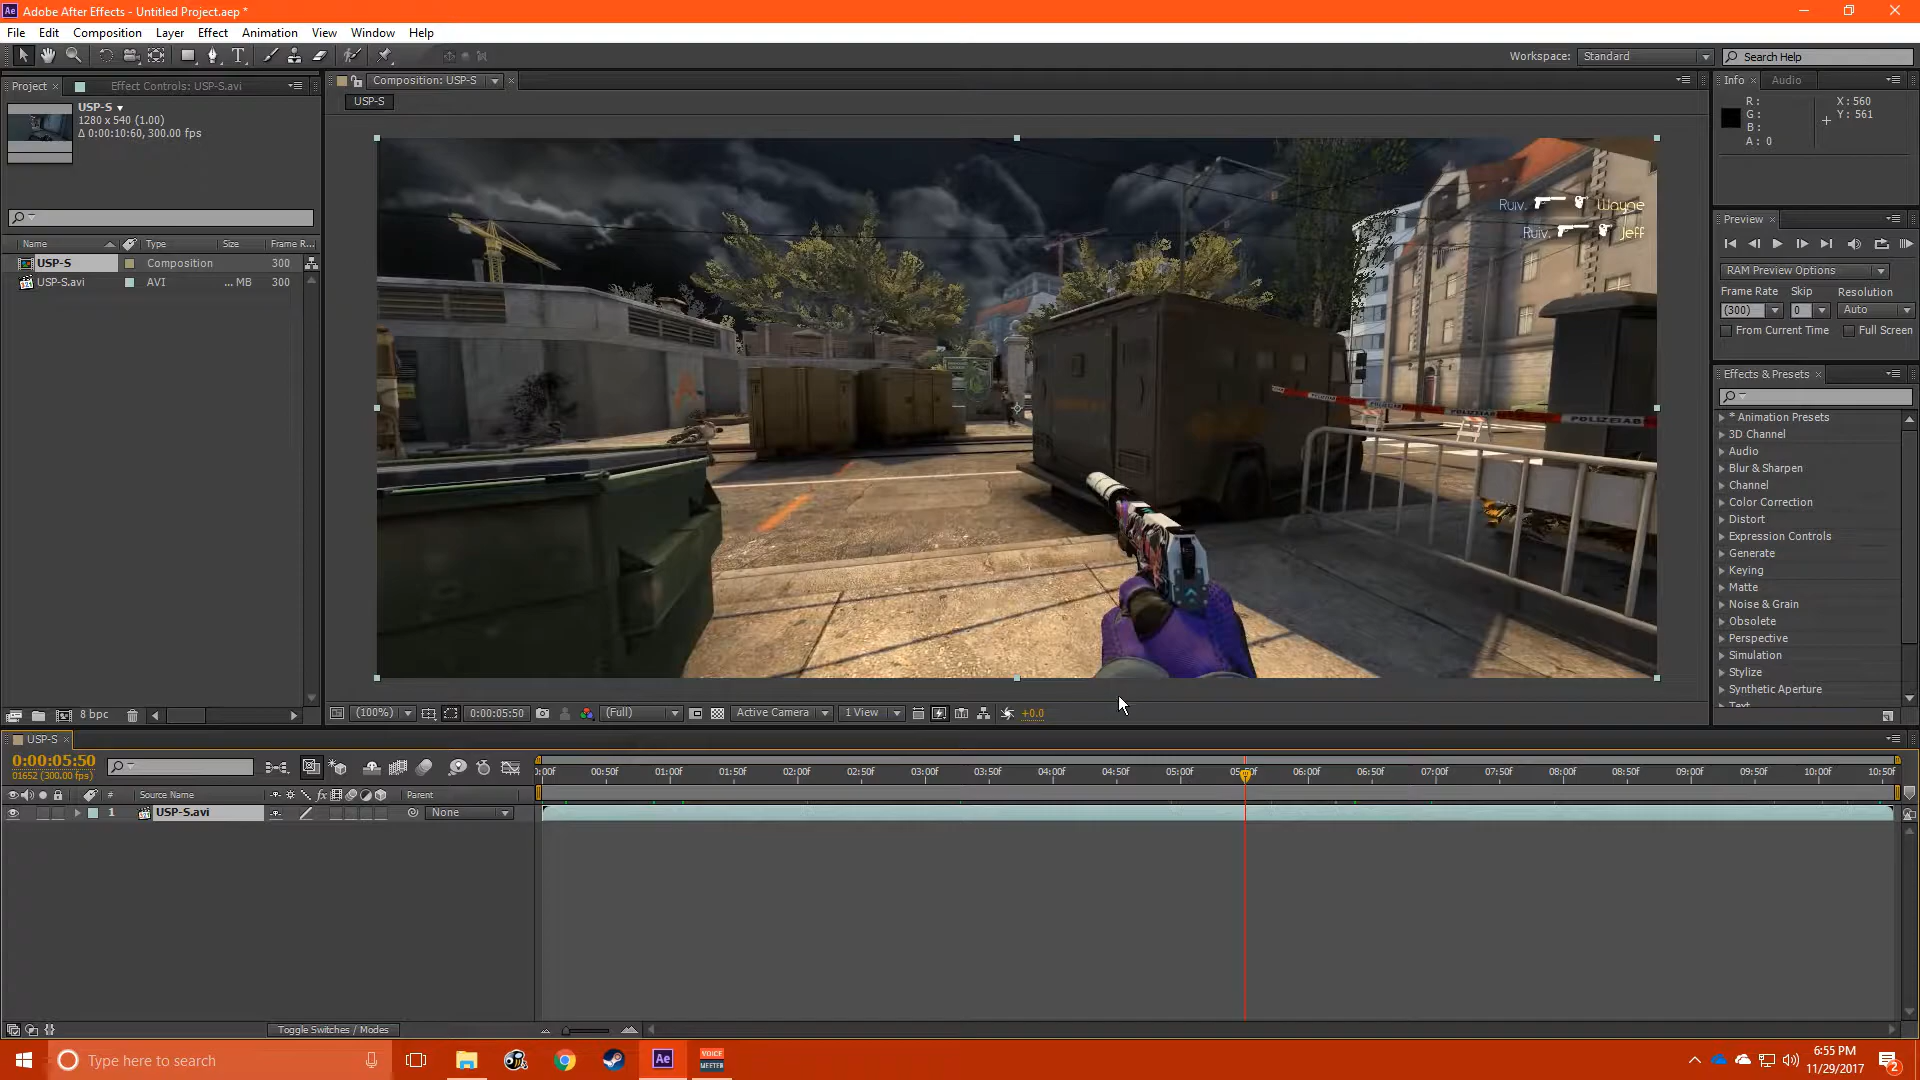 Adobe After Effects - Untitled Project.aep *
File Edit Composition Layer Effect Animation View Window Help
Workspace: Standard Search Help
Project Effect Controls: USP-S.avi
USP-S
1280 x 540 (1.00)
Δ 0:00:10:60, 300.00 fps
Name Type Size Frame R...
USP-S Composition 300
USP-S.avi AVI ... MB 300
8 bpc
Composition: USP-S
USP-S
Ruiv. Wayne
Ruiv. Jeff
POLIZEIAB
(100%) 0:00:05:50 (Full) Active Camera 1 View +0.0
Info Audio
R :
G :
B :
A : 0
X : 560
Y : 561
Preview
RAM Preview Options
Frame Rate Skip Resolution
(300) 0 Auto
From Current Time Full Screen
Effects & Presets
* Animation Presets
3D Channel
Audio
Blur & Sharpen
Channel
Color Correction
Distort
Expression Controls
Generate
Keying
Matte
Noise & Grain
Obsolete
Perspective
Simulation
Stylize
Synthetic Aperture
Text
USP-S
0:00:05:50
01652 (300.00 fps)
:00f 00:50f 01:00f 01:50f 02:00f 02:50f 03:00f 03:50f 04:00f 04:50f 05:00f 06:00f 06:50f 07:00f 07:50f 08:00f 08:50f 09:00f 09:50f 10:00f 10:50f
# Source Name fx Parent
1 USP-S.avi None
Toggle Switches / Modes
Type here to search
Ae
VOICE
MEETER
6:55 PM
11/29/2017
2